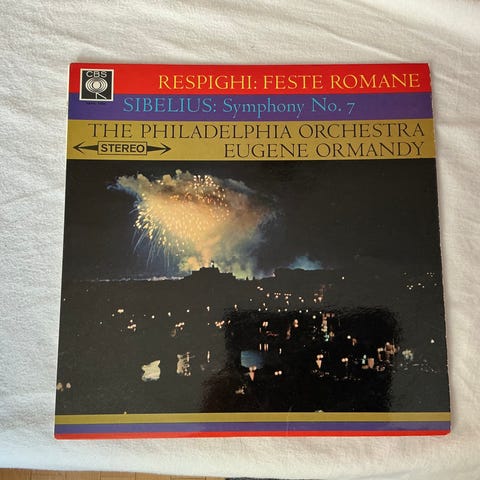 CBS
RESPIGHI: FESTE ROMANE
SIBELIUS: Symphony No. 7
THE PHILADELPHIA ORCHESTRA
STEREO
EUGENE ORMANDY